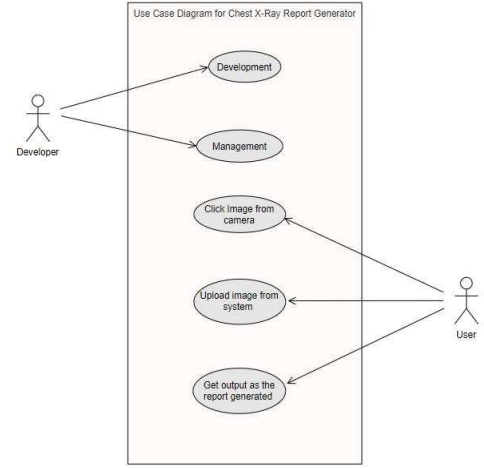 Use Case Diagram for Chest X-Ray Report Generator
Development
Developer
Management
Click Image from
camera
Upload image from
system
User
Get output as the
report generated